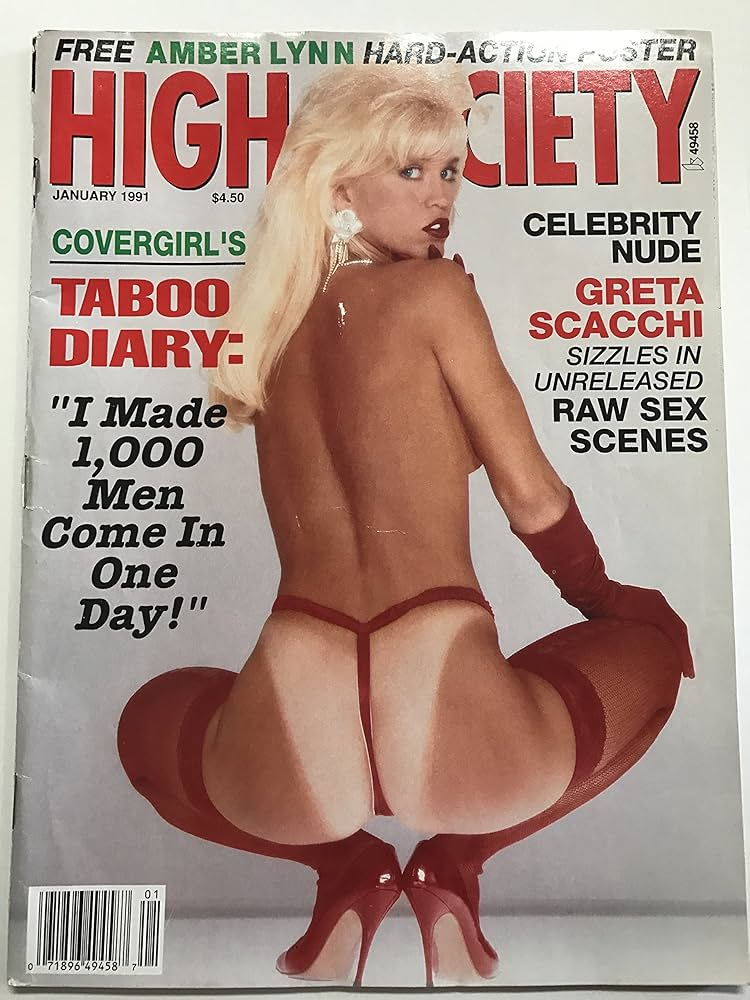 FREE AMBER LYNN HARD-ACTION POSTER
HIGH CIETY
JANUARY 1991 $4.50
49458
COVERGIRL'S
TABOO
DIARY:
"I Made
1,000
Men
Come In
One
Day!"
CELEBRITY
NUDE
GRETA
SCACCHI
SIZZLES IN
UNRELEASED
RAW SEX
SCENES
01
0 71896 49458 7